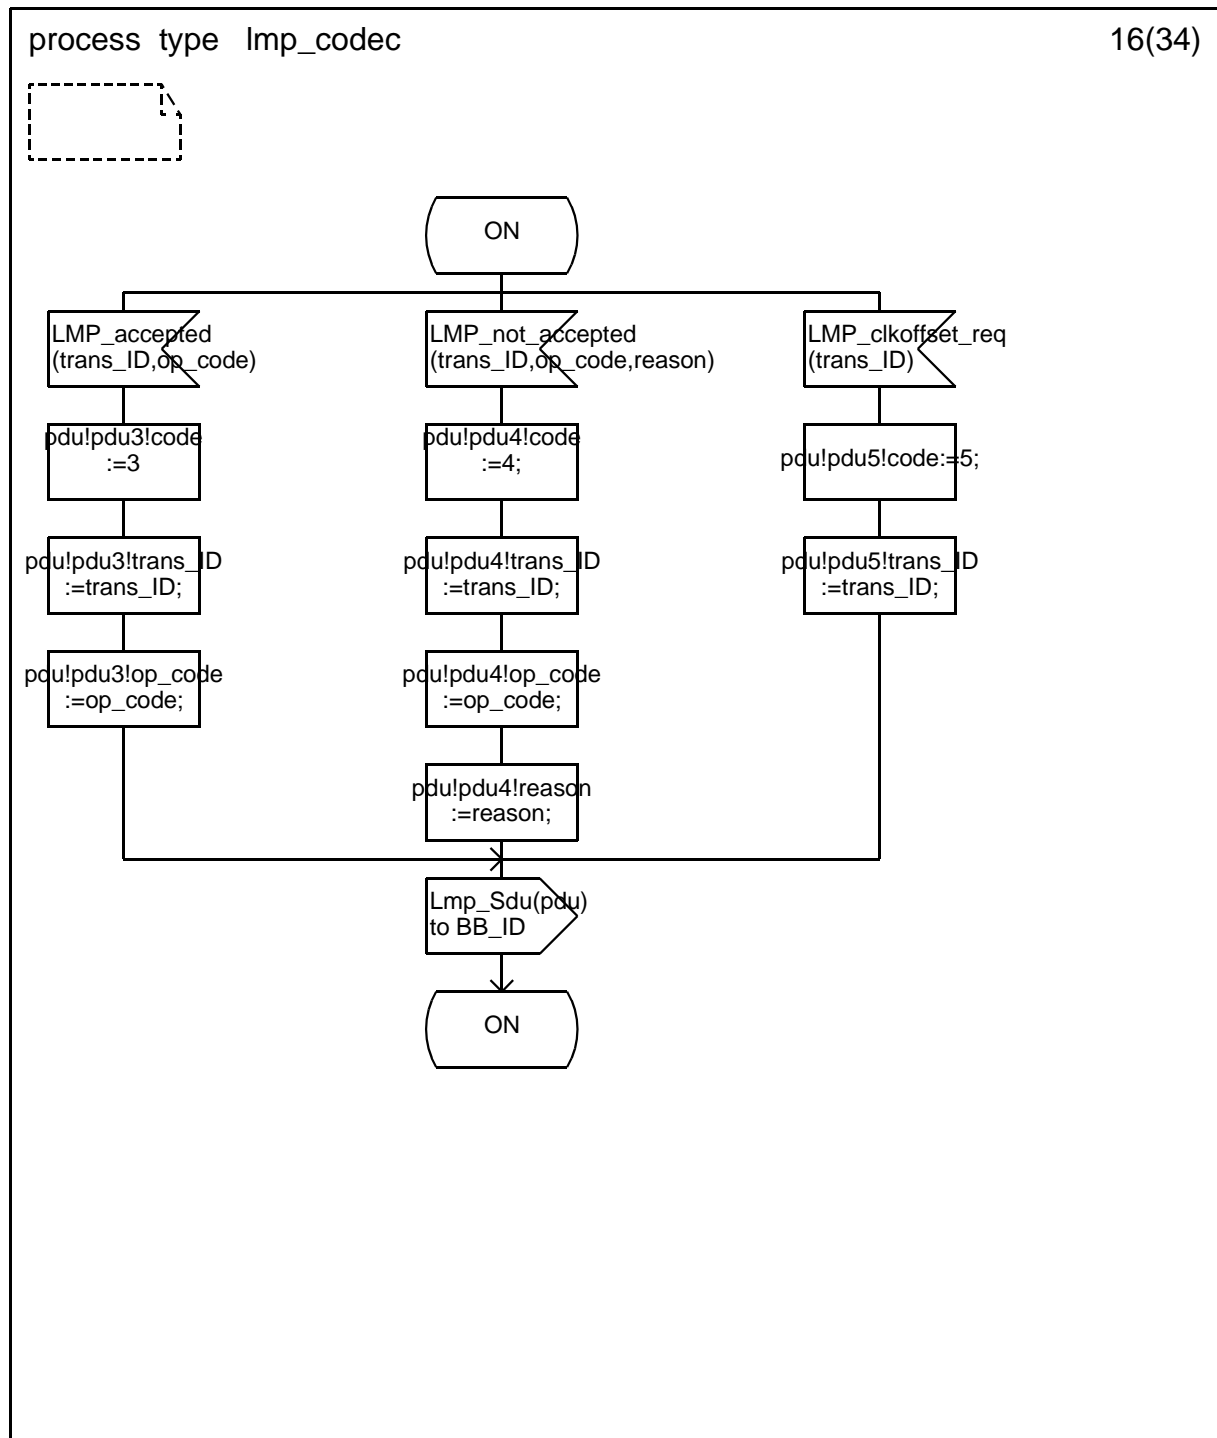 process type lmp_codec
16(34)
ON
LMP_accepted
(trans_ID,op_code)
LMP_not_accepted
(trans_ID,op_code,reason)
LMP_clkoffset_req
(trans_ID)
pdu!pdu3!code
:=3
pdu!pdu4!code
:=4;
pdu!pdu5!code:=5;
pdu!pdu3!trans_ID
:=trans_ID;
pdu!pdu4!trans_ID
:=trans_ID;
pdu!pdu5!trans_ID
:=trans_ID;
pdu!pdu3!op_code
:=op_code;
pdu!pdu4!op_code
:=op_code;
pdu!pdu4!reason
:=reason;
Lmp_Sdu(pdu)
to BB_ID
ON